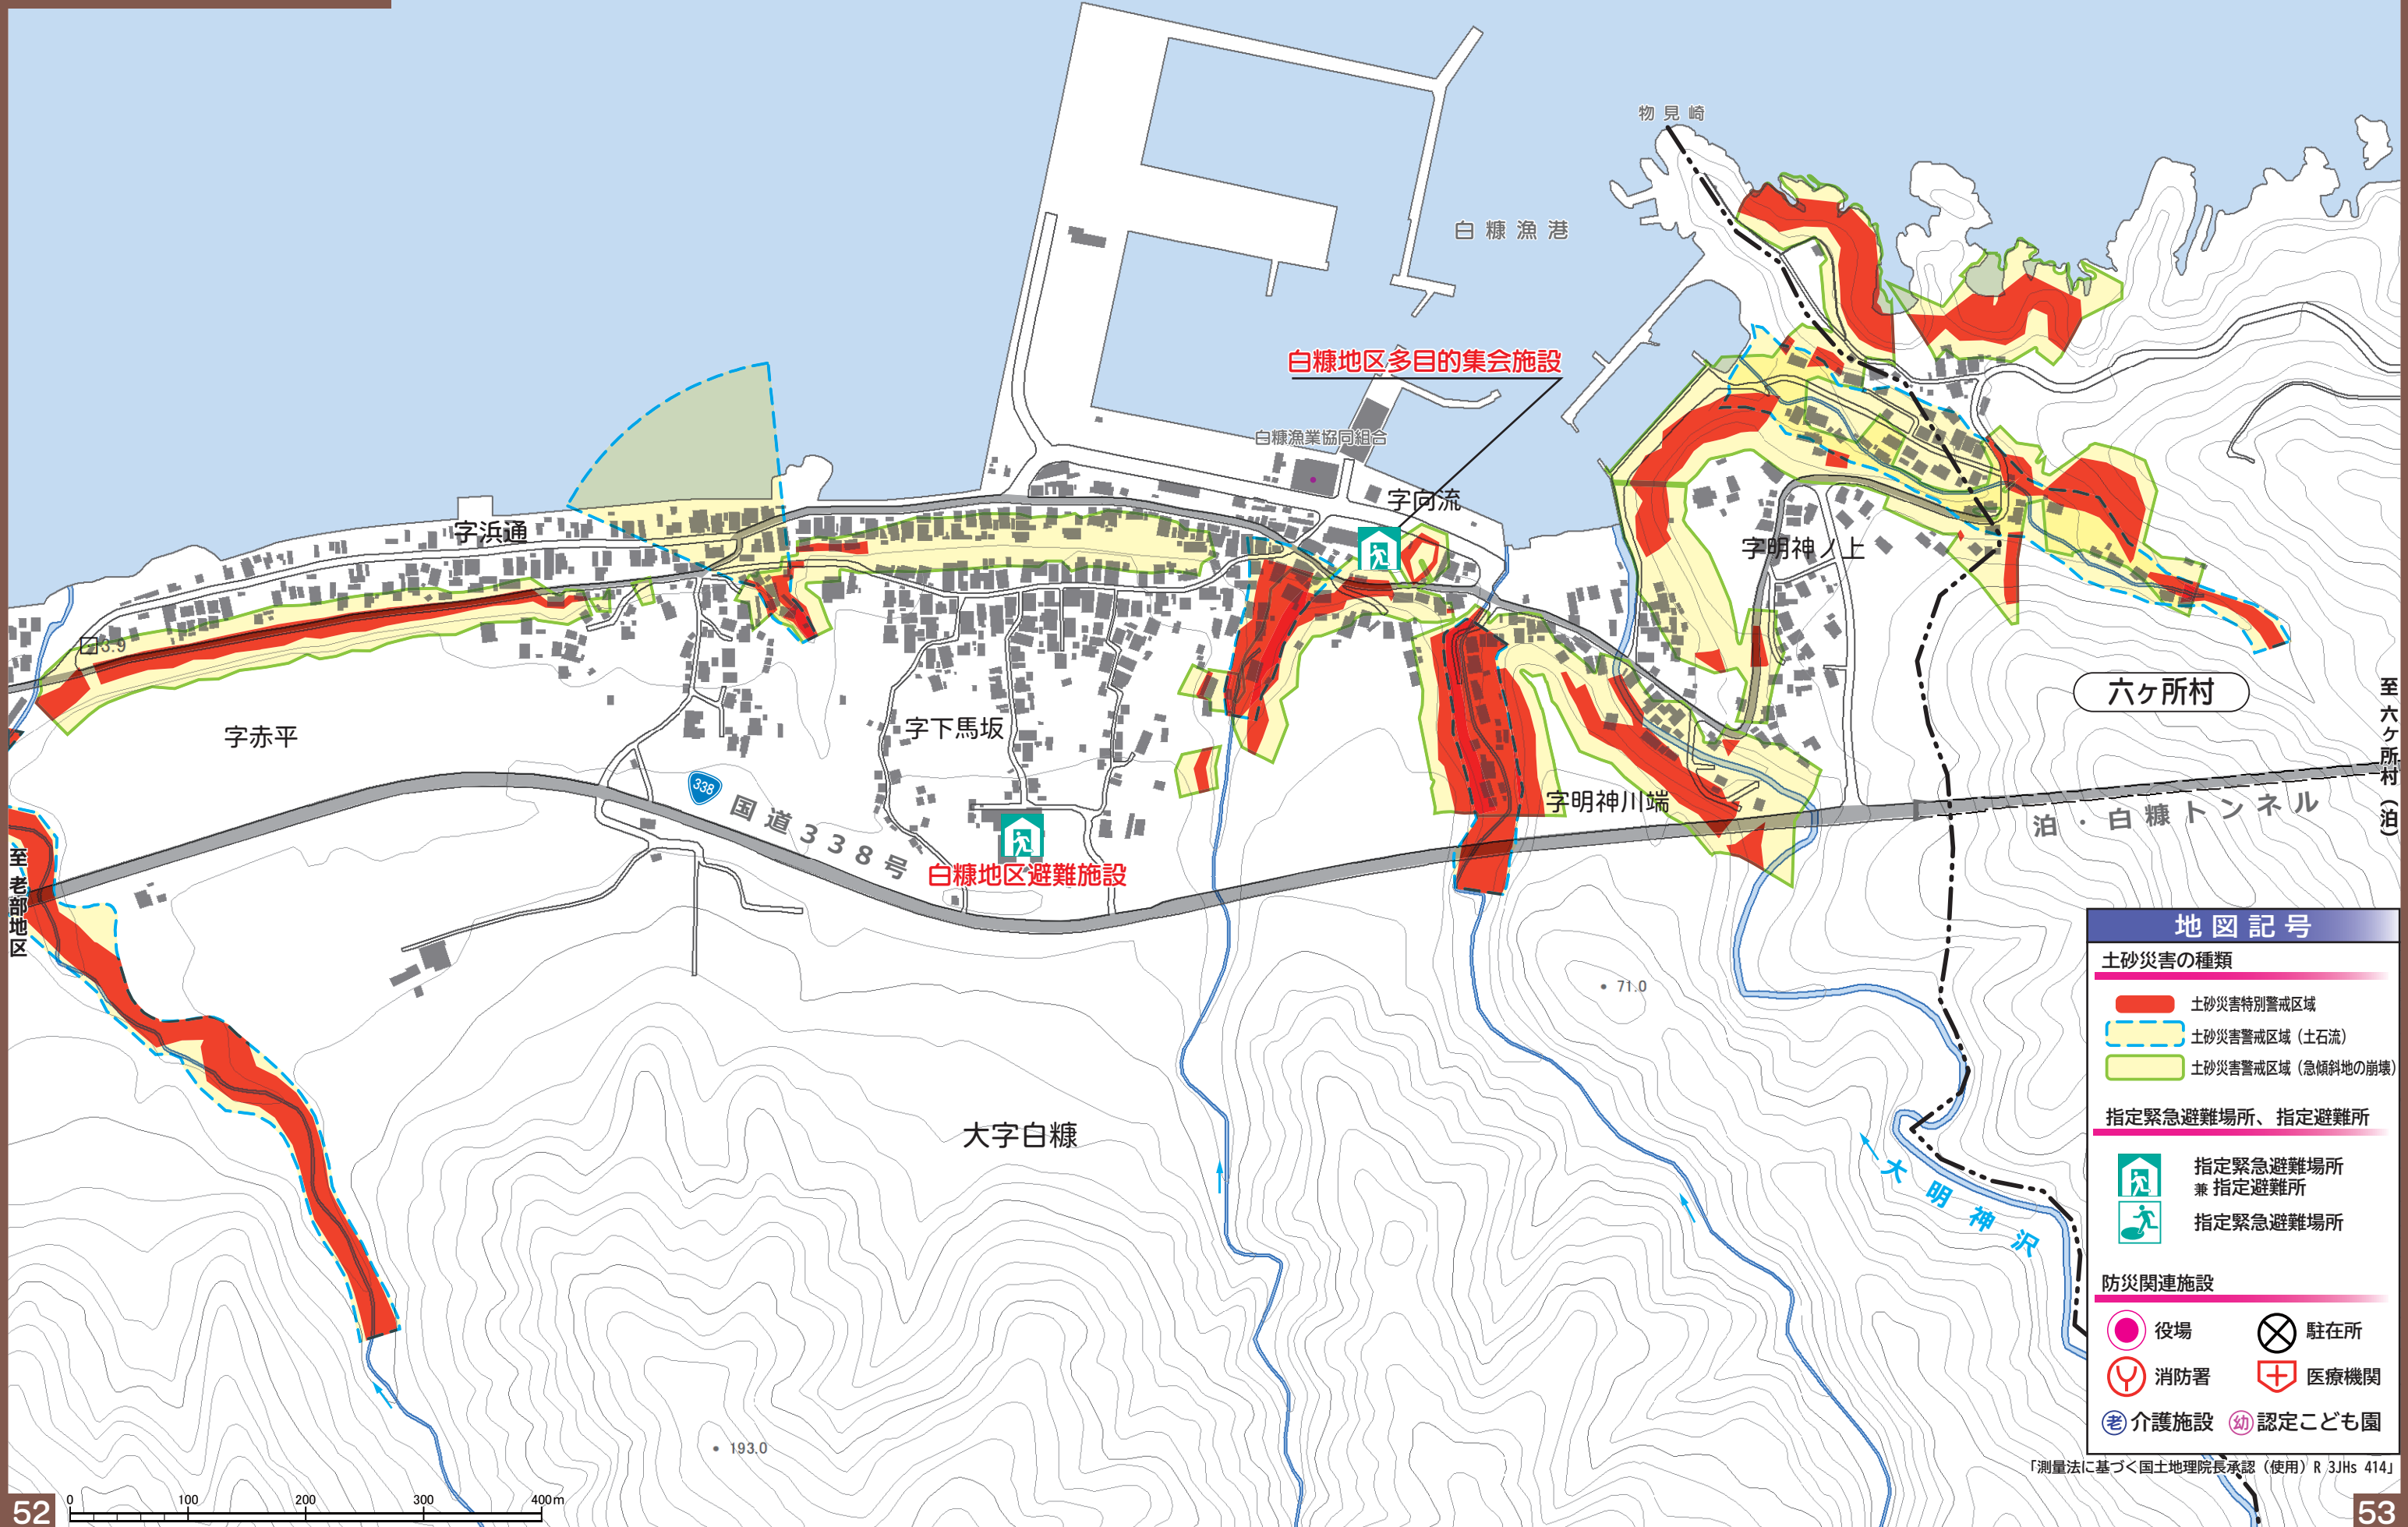 物見崎
白糠漁港
白糠地区多目的集会施設
白糠漁業協同組合
字向流
字浜通
字明神ノ上
3.9
六ヶ所村
至 六ヶ所村（泊）
字赤平
字下馬坂
338
国道338号
字明神川端
泊・白糠トンネル
白糠地区避難施設
至 老部地区
71.0
大字白糠
大明神沢
193.0
地図記号
土砂災害の種類
土砂災害特別警戒区域
土砂災害警戒区域（土石流）
土砂災害警戒区域（急傾斜地の崩壊）
指定緊急避難場所、指定避難所
指定緊急避難場所
兼 指定避難所
指定緊急避難場所
防災関連施設
役場
駐在所
消防署
医療機関
老 介護施設
幼 認定こども園
「測量法に基づく国土地理院長承認（使用）R 3JHs 414」
0 100 200 300 400m
52
53